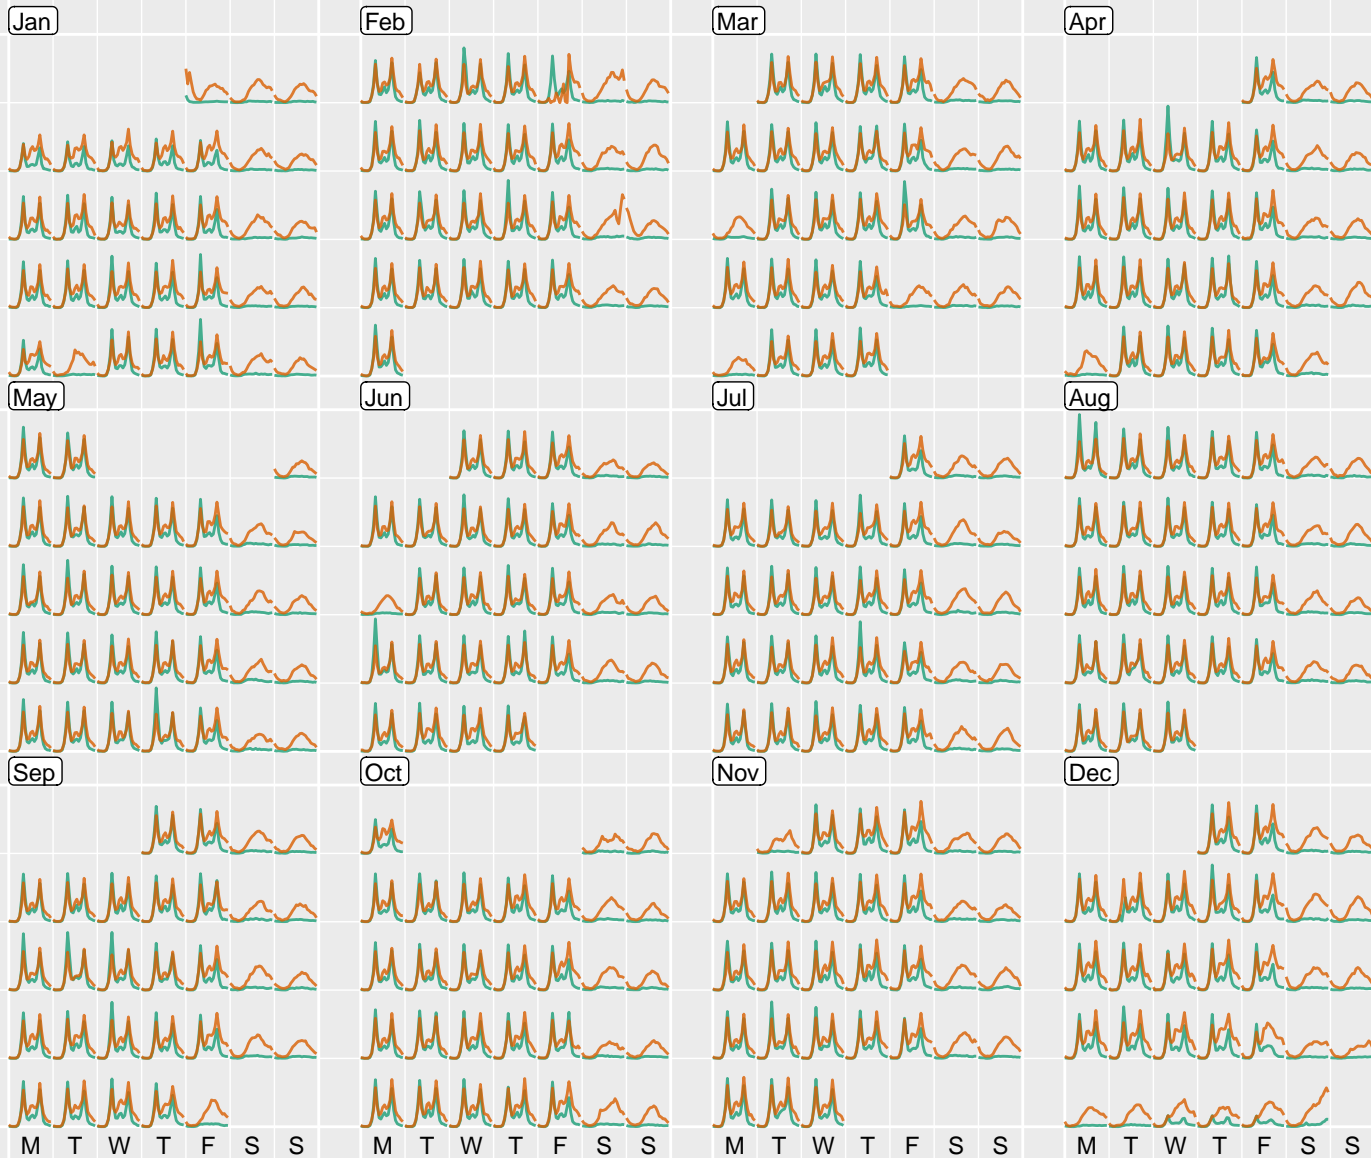 Jan Feb Mar Apr
May Jun Jul Aug
Sep Oct Nov Dec
M T W T F S S M T W T F S S M T W T F S S M T W T F S S